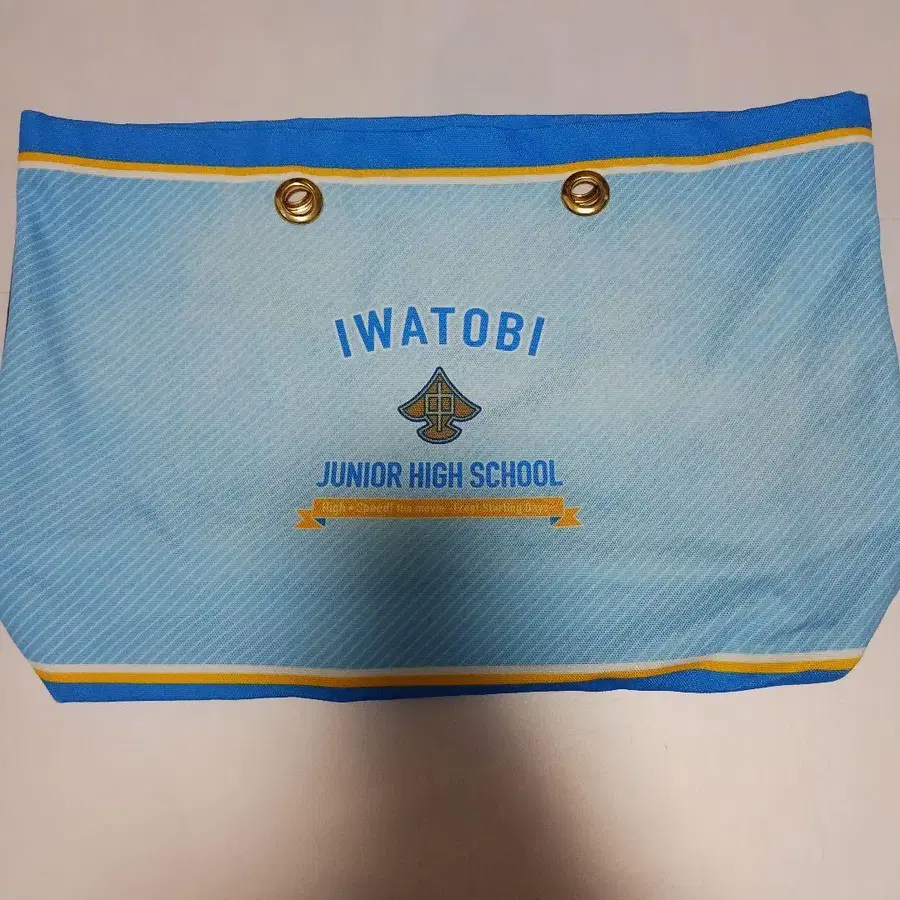 IWATOBI
中
JUNIOR HIGH SCHOOL
High☆Speed! the movie -Free! Starting Days-